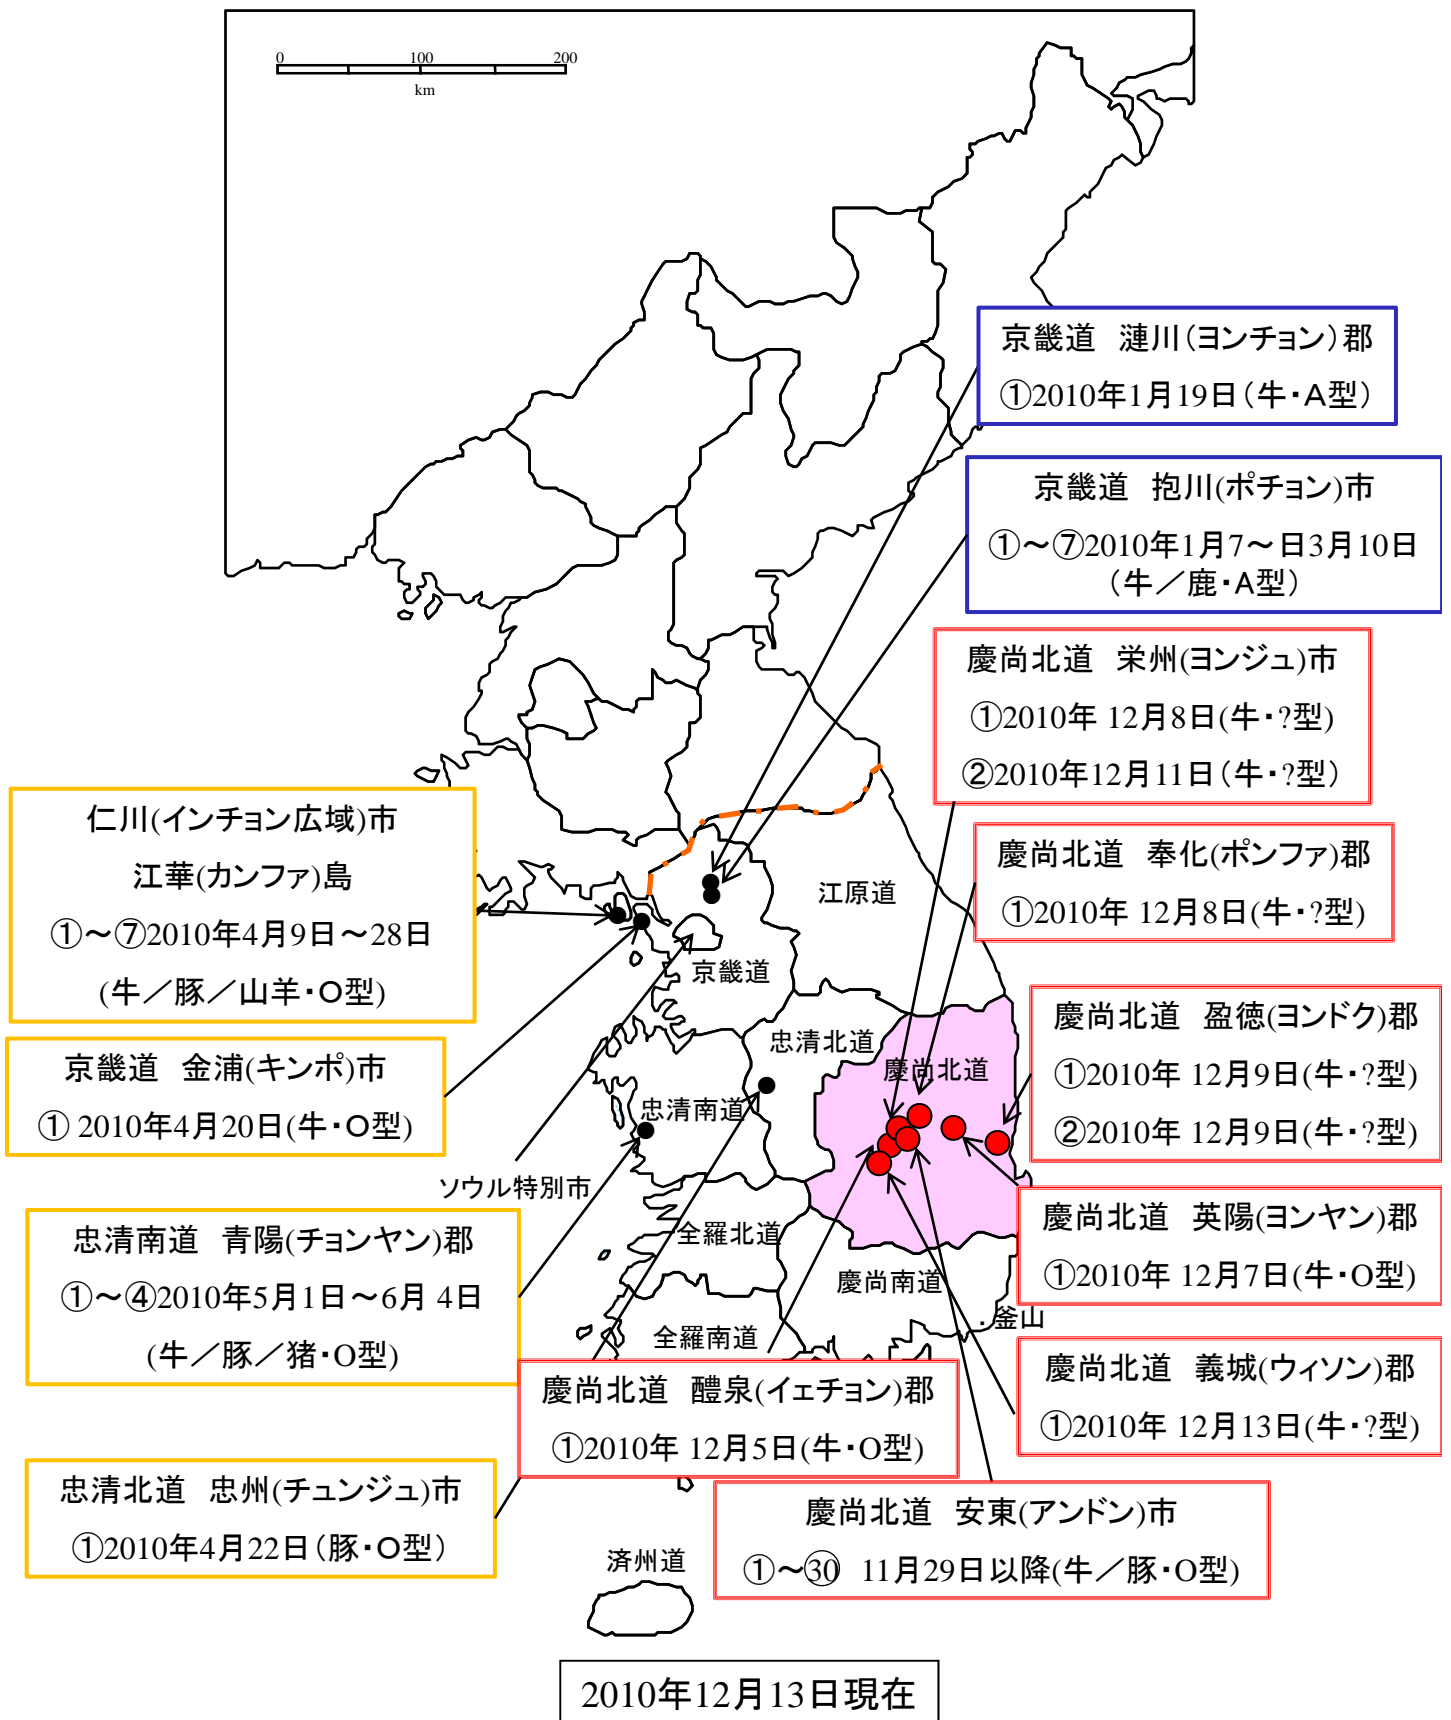 0 100 200
km
京畿道 漣川(ヨンチョン)郡
①2010年1月19日(牛・A型)
京畿道 抱川(ポチョン)市
①～⑦2010年1月7～日3月10日
(牛／鹿・A型)
慶尚北道 栄州(ヨンジュ)市
①2010年 12月8日(牛・?型)
②2010年12月11日(牛・?型)
仁川(インチョン広域)市
江華(カンファ)島
①～⑦2010年4月9日～28日
(牛／豚／山羊・O型)
慶尚北道 奉化(ポンファ)郡
①2010年 12月8日(牛・?型)
江原道
京畿道
慶尚北道 盈徳(ヨンドク)郡
①2010年 12月9日(牛・?型)
②2010年 12月9日(牛・?型)
忠清北道
慶尚北道
京畿道 金浦(キンポ)市
① 2010年4月20日(牛・O型)
忠清南道
ソウル特別市
慶尚北道 英陽(ヨンヤン)郡
①2010年 12月7日(牛・O型)
忠清南道 青陽(チョンヤン)郡
①～④2010年5月1日～6月 4日
(牛／豚／猪・O型)
全羅北道
慶尚南道
.釜山
全羅南道
慶尚北道 義城(ウィソン)郡
①2010年 12月13日(牛・?型)
慶尚北道 醴泉(イェチョン)郡
①2010年 12月5日(牛・O型)
忠清北道 忠州(チュンジュ)市
①2010年4月22日(豚・O型)
慶尚北道 安東(アンドン)市
①～㉚ 11月29日以降(牛／豚・O型)
済州道
2010年12月13日現在